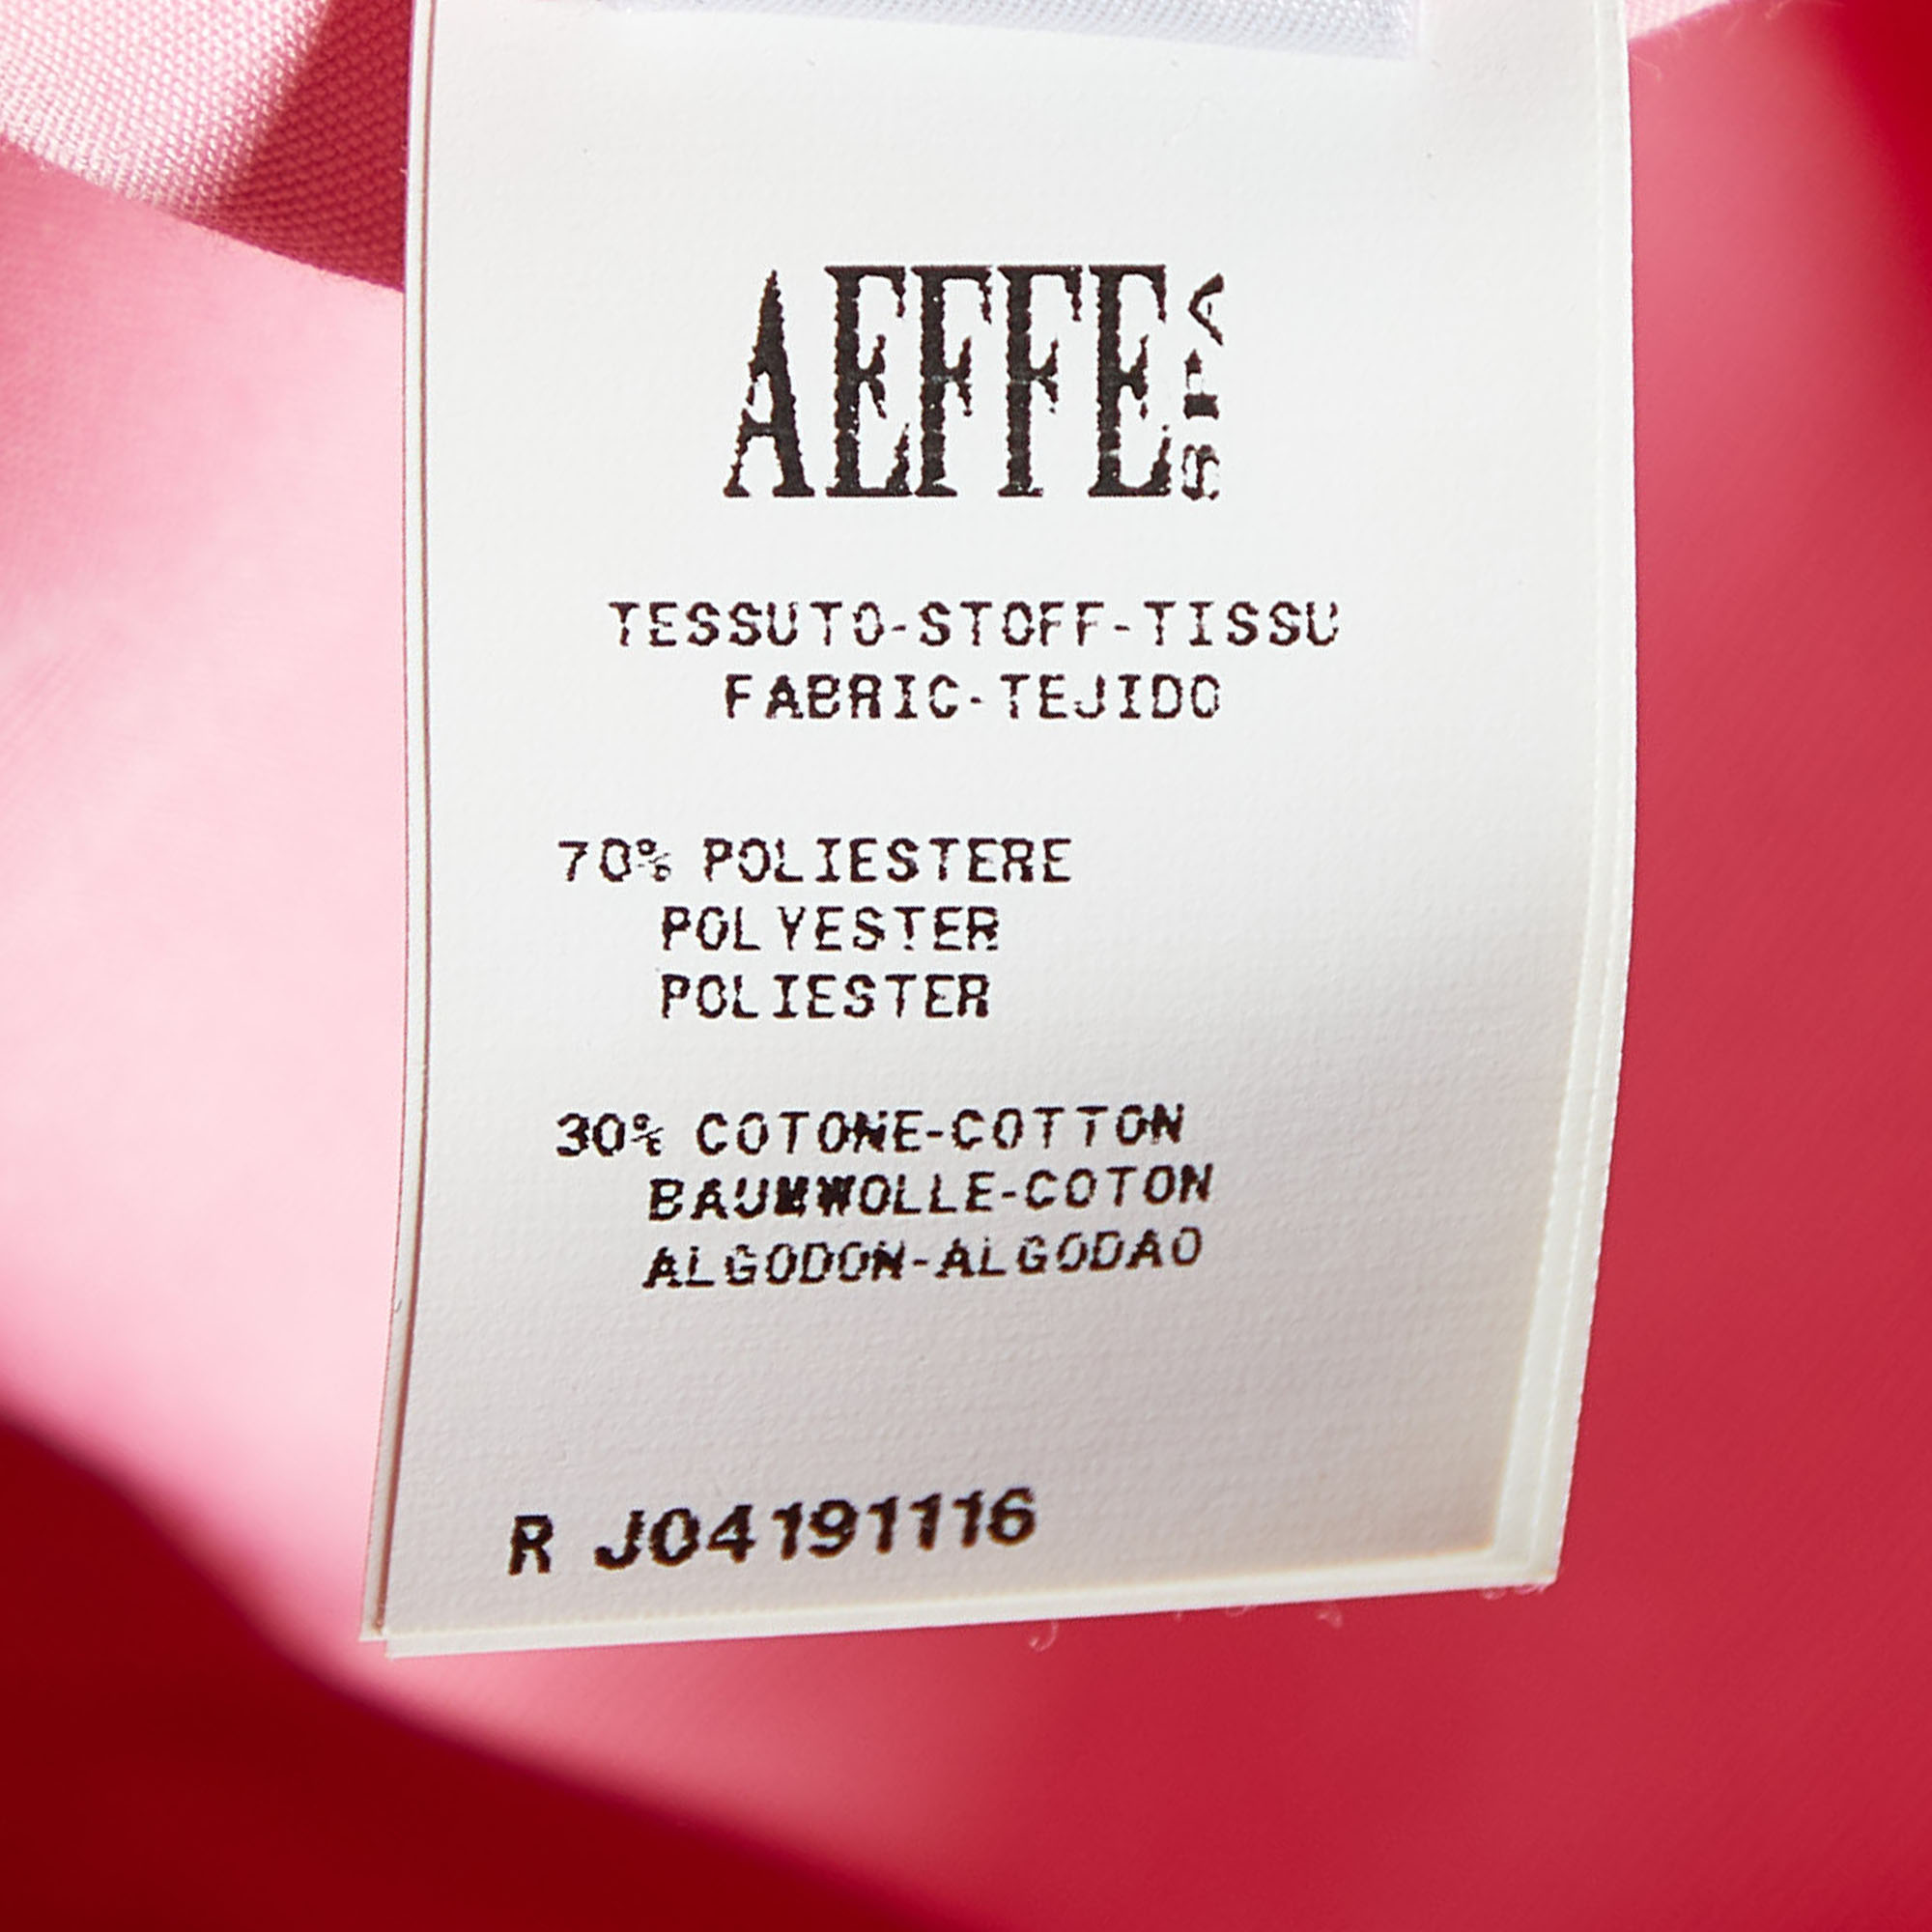 AEFFE SPA
TESSUTO-STOFF-TISSU
FABRIC-TEJIDO
70% POLIESTERE
POLYESTER
POLIESTER
30% COTONE-COTTON
BAUMWOLLE-COTON
ALGODON-ALGODAO
R J04191116